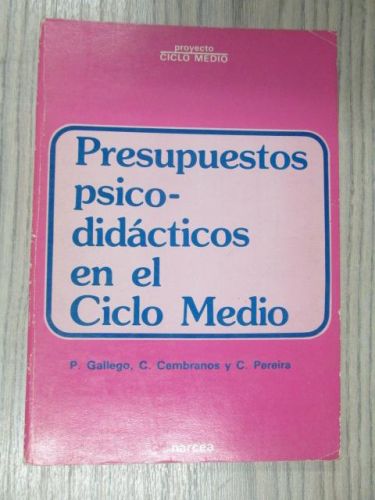 proyecto
CICLO MEDIO
Presupuestos
psico-
didácticos
en el
Ciclo Medio
P. Gallego, C. Cembranos y C. Pereira
narcea